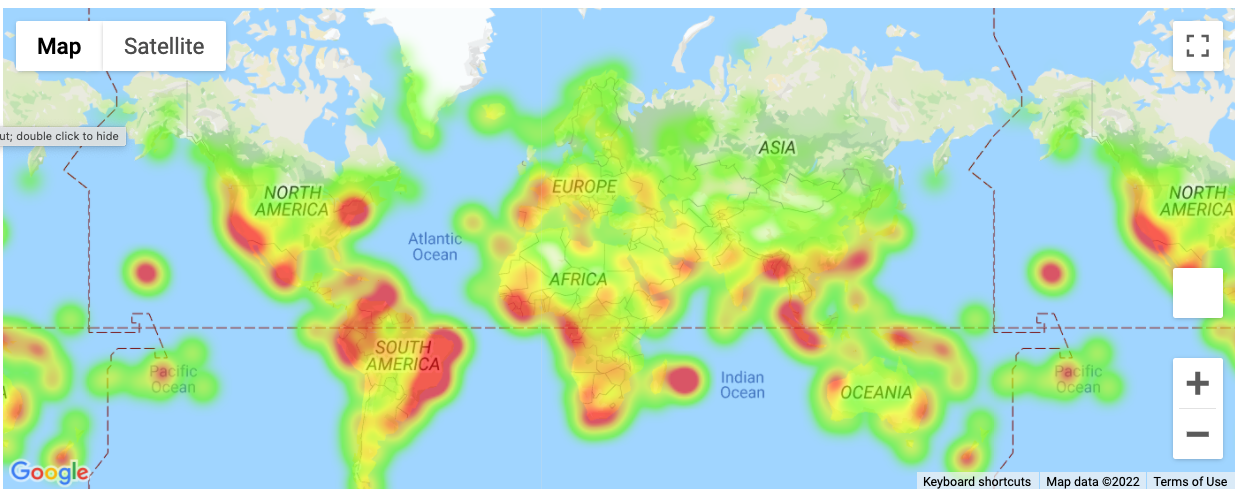 Map
Satellite
ut; double click to hide
ASIA
NORTH
AMERICA
EUROPE
NORTH
AMERICA
Atlantic
Ocean
AFRICA
SOUTH
AMERICA
Pacific
Ocean
Indian
Ocean
OCEANIA
Pacific
Ocean
A
Google
Keyboard shortcuts
Map data ©2022
Terms of Use